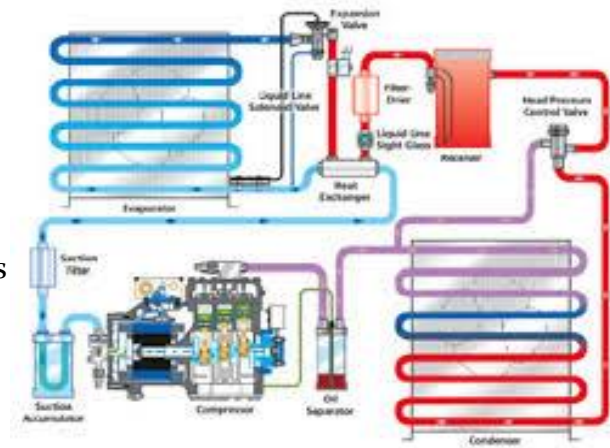 Expansion
Valve
Liquid Line
Solenoid Valve
Filter-
Drier
Head Pressure
Control Valve
Liquid Line
Sight Glass
Receiver
Heat
Exchanger
Evaporator
Suction
Filter
s
Suction
Accumulator
Compressor
Oil
Separator
Condenser